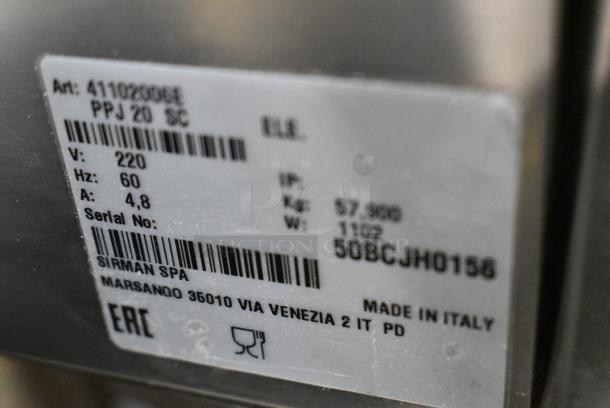 Art: 41102006E
PPJ 20 SC
ELE.
V: 220
IP:
Hz: 60
Kg: 57.900
A: 4,8
W: 1102
Serial No:
50BCJH0156
SIRMAN SPA
MARSANGO 35010 VIA VENEZIA 2 IT PD
MADE IN ITALY
EAC